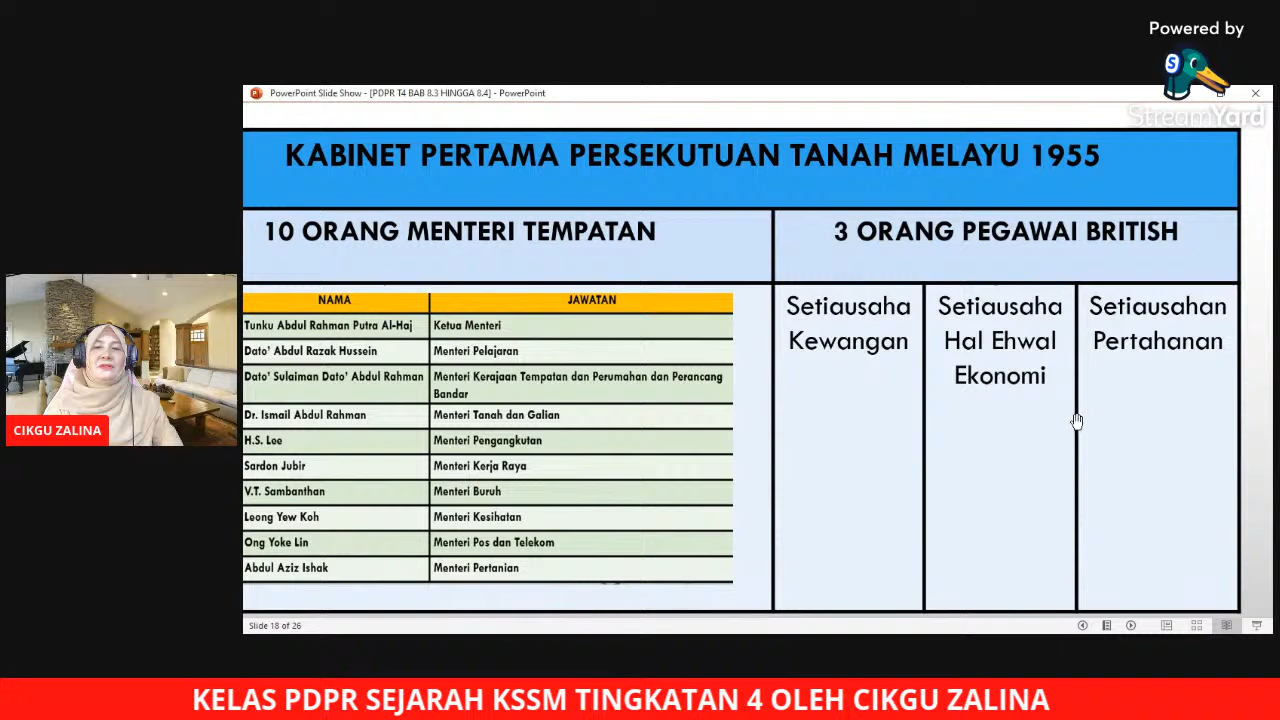 Powered by
S
StreamYard
PowerPoint Slide Show - [PDPR T4 BAB 8.3 HINGGA 8.4] - PowerPoint
KABINET PERTAMA PERSEKUTUAN TANAH MELAYU 1955
10 ORANG MENTERI TEMPATAN
3 ORANG PEGAWAI BRITISH
NAMA JAWATAN
Tunku Abdul Rahman Putra Al-Haj Ketua Menteri
Dato' Abdul Razak Hussein Menteri Pelajaran
Dato' Sulaiman Dato' Abdul Rahman Menteri Kerajaan Tempatan dan Perumahan dan Perancang
Bandar
Dr. Ismail Abdul Rahman Menteri Tanah dan Galian
H.S. Lee Menteri Pengangkutan
Sardon Jubir Menteri Kerja Raya
V.T. Sambanthan Menteri Buruh
Leong Yew Koh Menteri Kesihatan
Ong Yoke Lin Menteri Pos dan Telekom
Abdul Aziz Ishak Menteri Pertanian
Setiausaha
Kewangan
Setiausaha
Hal Ehwal
Ekonomi
Setiausahan
Pertahanan
Slide 18 of 26
CIKGU ZALINA
KELAS PDPR SEJARAH KSSM TINGKATAN 4 OLEH CIKGU ZALINA